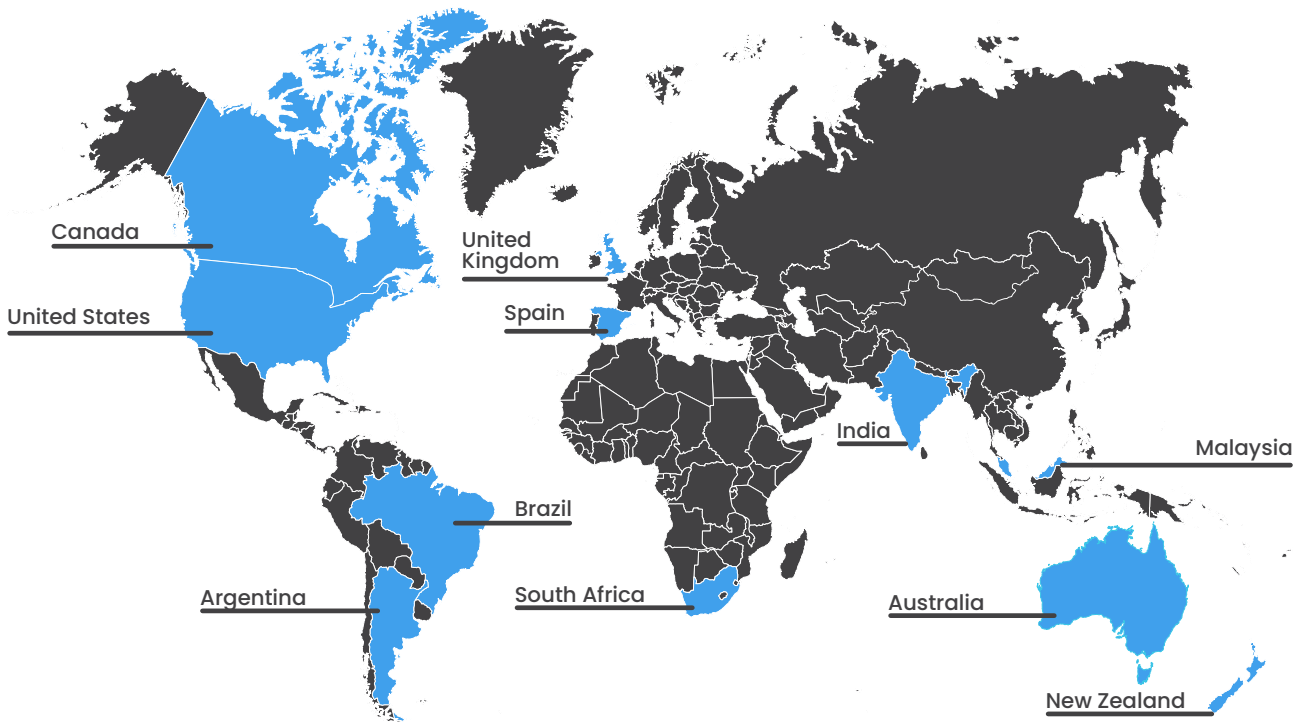 Canada
United
Kingdom
United States
Spain
India
Malaysia
Brazil
South Africa
Argentina
Australia
New Zealand